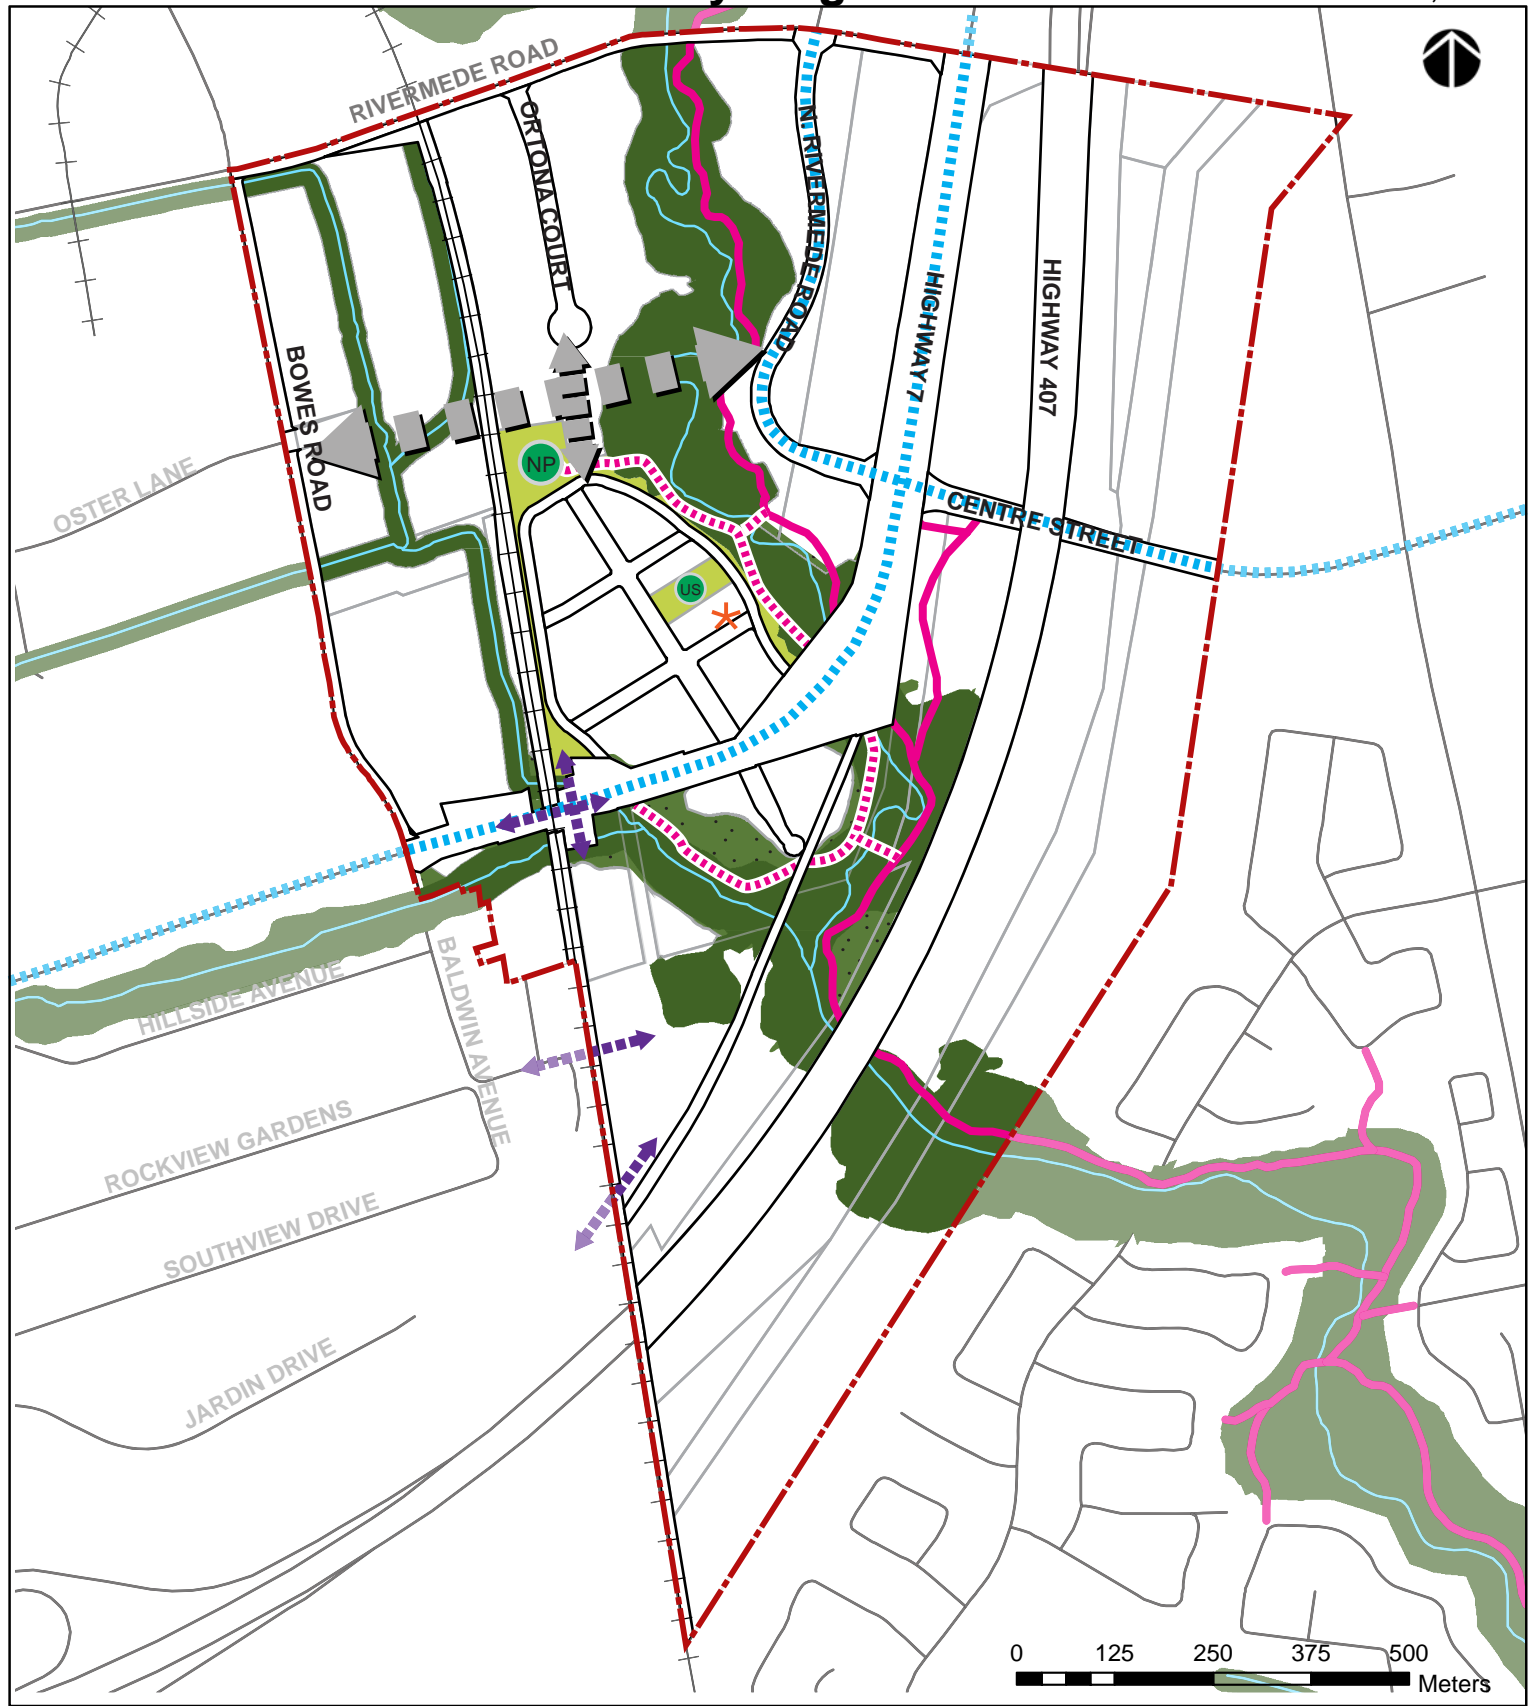 RIVERMEDE ROAD
ORTONA COURT
N. RIVERMEDE ROAD
HIGHWAY 7
HIGHWAY 407
BOWES ROAD
OSTER LANE
NP
CENTRE STREET
US
HILLSIDE AVENUE
BALDWIN AVENUE
ROCKVIEW GARDENS
SOUTHVIEW DRIVE
JARDIN DRIVE
0 125 250 375 500
Meters